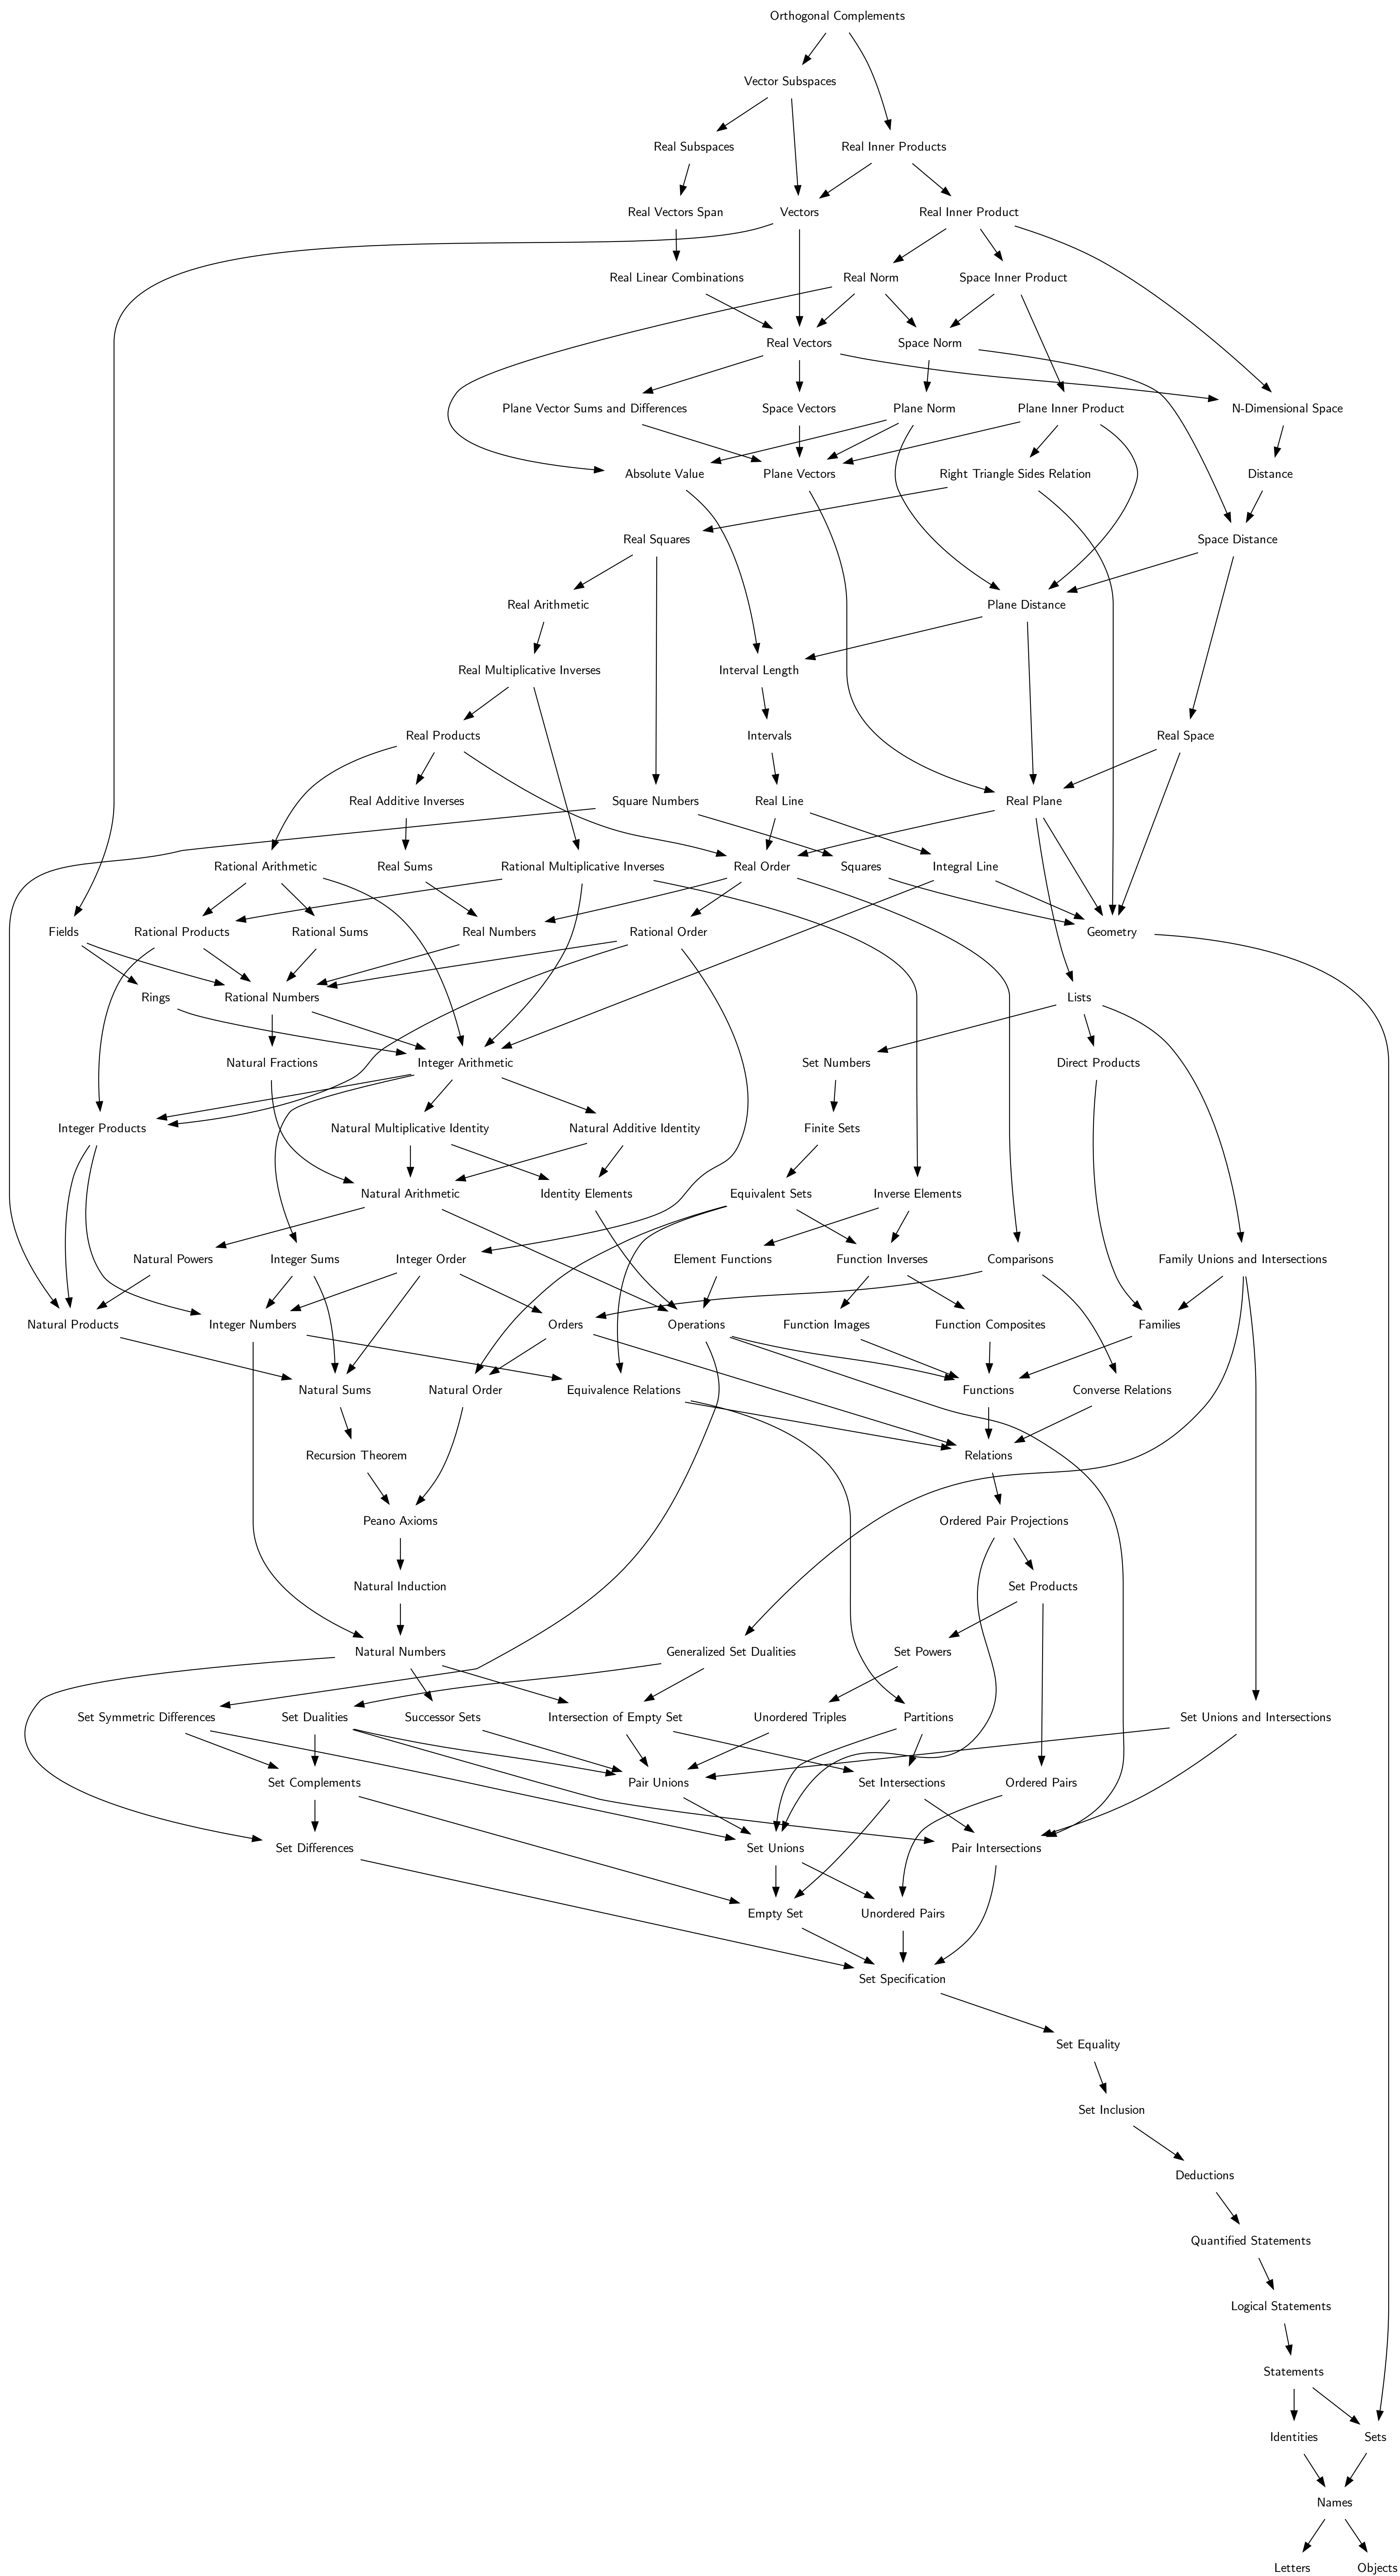 Orthogonal Complements
Vector Subspaces
Real Subspaces
Real Inner Products
Real Vectors Span
Vectors
Real Inner Product
Real Linear Combinations
Real Norm
Space Inner Product
Real Vectors
Space Norm
Plane Vector Sums and Differences
Space Vectors
Plane Norm
Plane Inner Product
N-Dimensional Space
Absolute Value
Plane Vectors
Right Triangle Sides Relation
Distance
Real Squares
Space Distance
Real Arithmetic
Plane Distance
Real Multiplicative Inverses
Interval Length
Real Products
Intervals
Real Space
Real Additive Inverses
Square Numbers
Real Line
Real Plane
Rational Arithmetic
Real Sums
Rational Multiplicative Inverses
Real Order
Squares
Integral Line
Fields
Rational Products
Rational Sums
Real Numbers
Rational Order
Geometry
Rings
Rational Numbers
Lists
Natural Fractions
Integer Arithmetic
Set Numbers
Direct Products
Integer Products
Natural Multiplicative Identity
Natural Additive Identity
Finite Sets
Natural Arithmetic
Identity Elements
Equivalent Sets
Inverse Elements
Natural Powers
Integer Sums
Integer Order
Element Functions
Function Inverses
Comparisons
Family Unions and Intersections
Natural Products
Integer Numbers
Orders
Operations
Function Images
Function Composites
Families
Natural Sums
Natural Order
Equivalence Relations
Functions
Converse Relations
Recursion Theorem
Relations
Peano Axioms
Ordered Pair Projections
Natural Induction
Set Products
Natural Numbers
Generalized Set Dualities
Set Powers
Set Symmetric Differences
Set Dualities
Successor Sets
Intersection of Empty Set
Unordered Triples
Partitions
Set Unions and Intersections
Set Complements
Pair Unions
Set Intersections
Ordered Pairs
Set Differences
Set Unions
Pair Intersections
Empty Set
Unordered Pairs
Set Specification
Set Equality
Set Inclusion
Deductions
Quantified Statements
Logical Statements
Statements
Identities
Sets
Names
Letters
Objects